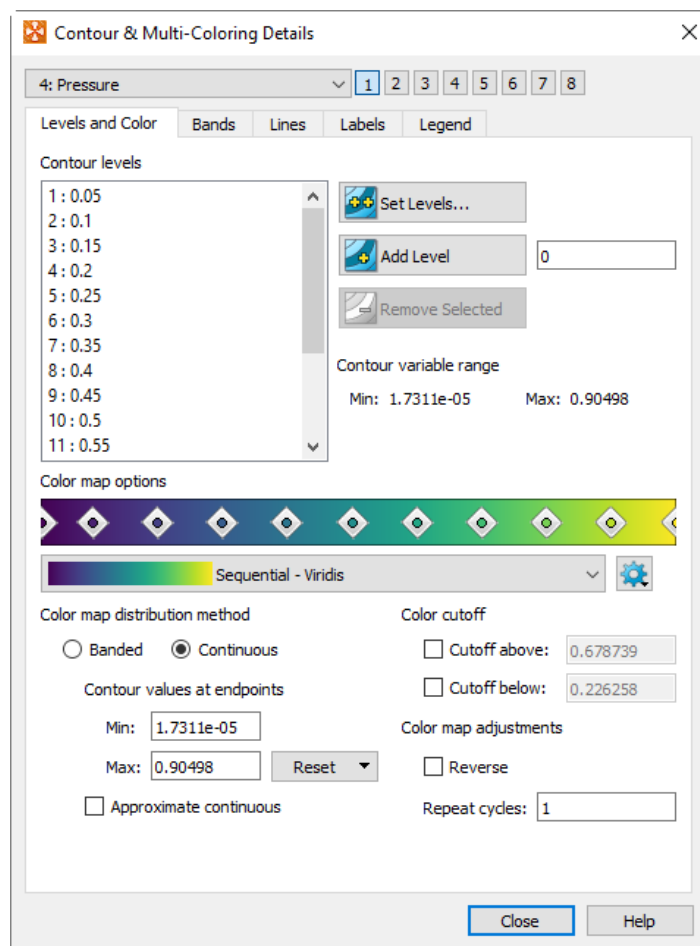 Contour & Multi-Coloring Details
4: Pressure
1 2 3 4 5 6 7 8
Levels and Color Bands Lines Labels Legend
Contour levels
1 : 0.05
2 : 0.1
3 : 0.15
4 : 0.2
5 : 0.25
6 : 0.3
7 : 0.35
8 : 0.4
9 : 0.45
10 : 0.5
11 : 0.55
Set Levels...
Add Level 0
Remove Selected
Contour variable range
Min: 1.7311e-05 Max: 0.90498
Color map options
Sequential - Viridis
Color map distribution method
Banded Continuous
Contour values at endpoints
Min: 1.7311e-05
Max: 0.90498 Reset
Approximate continuous
Color cutoff
Cutoff above: 0.678739
Cutoff below: 0.226258
Color map adjustments
Reverse
Repeat cycles: 1
Close Help